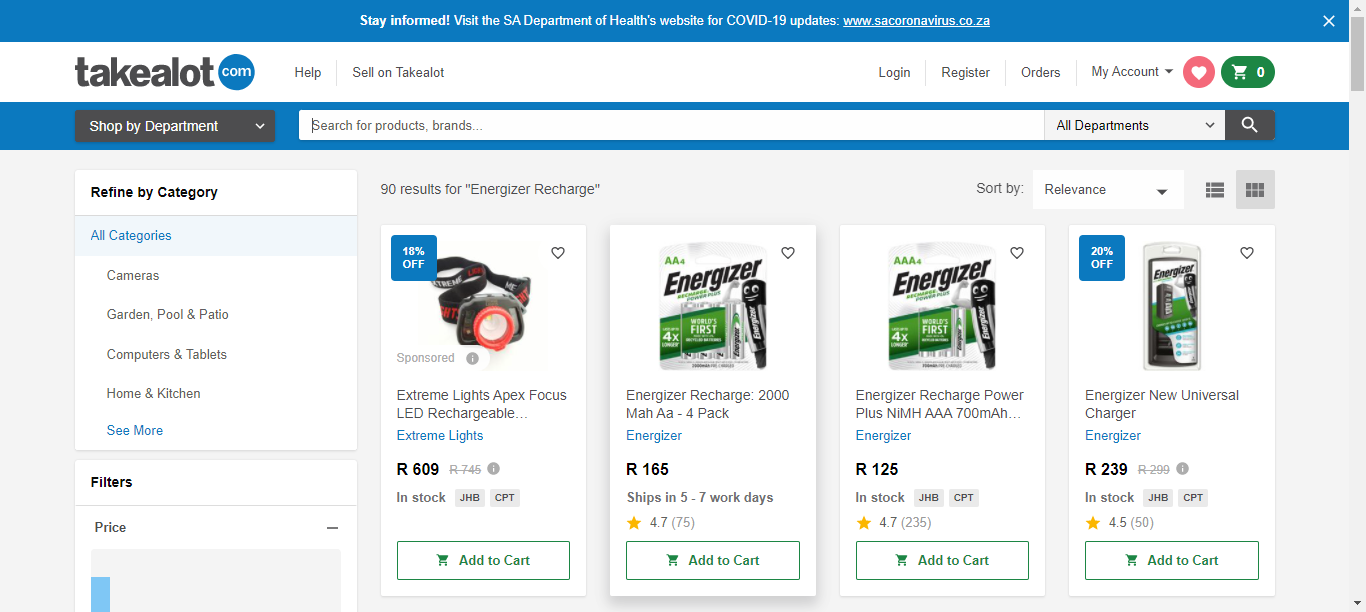 Stay informed! Visit the SA Department of Health's website for COVID-19 updates: www.sacoronavirus.co.za
takealot com
Help
Sell on Takealot
Login
Register
Orders
My Account
0
Shop by Department
Search for products, brands...
All Departments
Refine by Category
All Categories
Cameras
Garden, Pool & Patio
Computers & Tablets
Home & Kitchen
See More
Filters
Price
90 results for "Energizer Recharge"
Sort by:
Relevance
18%
OFF
Sponsored
Extreme Lights Apex Focus
LED Rechargeable…
Extreme Lights
R 609 R 745
In stock JHB CPT
Add to Cart
AA4
Energizer
RECHARGE
POWER PLUS
WORLD'S
FIRST
4X
LONGER
Energizer Recharge: 2000
Mah Aa - 4 Pack
Energizer
R 165
Ships in 5 - 7 work days
4.7 (75)
Add to Cart
AAA4
Energizer
RECHARGE
POWER PLUS
WORLD'S
FIRST
4X
LONGER
Energizer Recharge Power
Plus NiMH AAA 700mAh…
Energizer
R 125
In stock JHB CPT
4.7 (235)
Add to Cart
20%
OFF
Energizer
Energizer New Universal
Charger
Energizer
R 239 R 299
In stock JHB CPT
4.5 (50)
Add to Cart